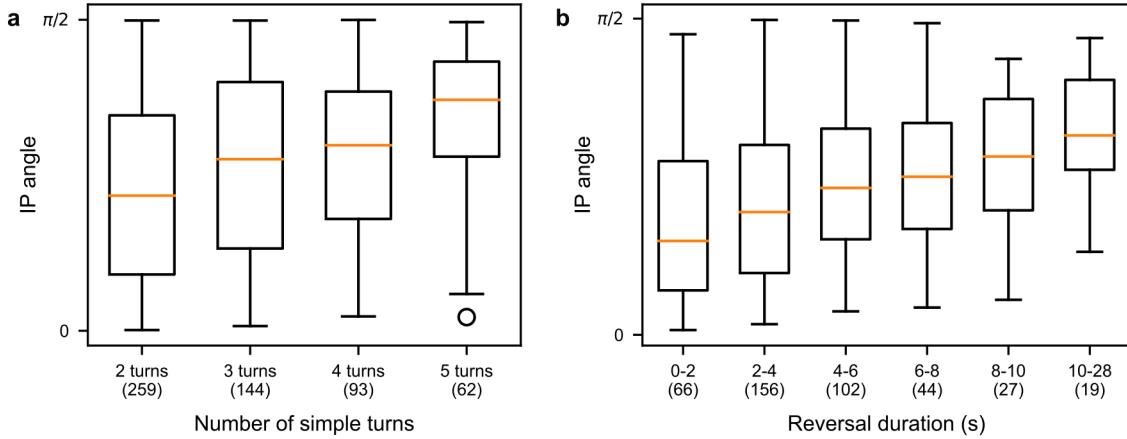 a
π/2
IP angle
0
2 turns 3 turns 4 turns 5 turns
(259) (144) (93) (62)
Number of simple turns
b
π/2
IP angle
0
0-2 2-4 4-6 6-8 8-10 10-28
(66) (156) (102) (44) (27) (19)
Reversal duration (s)